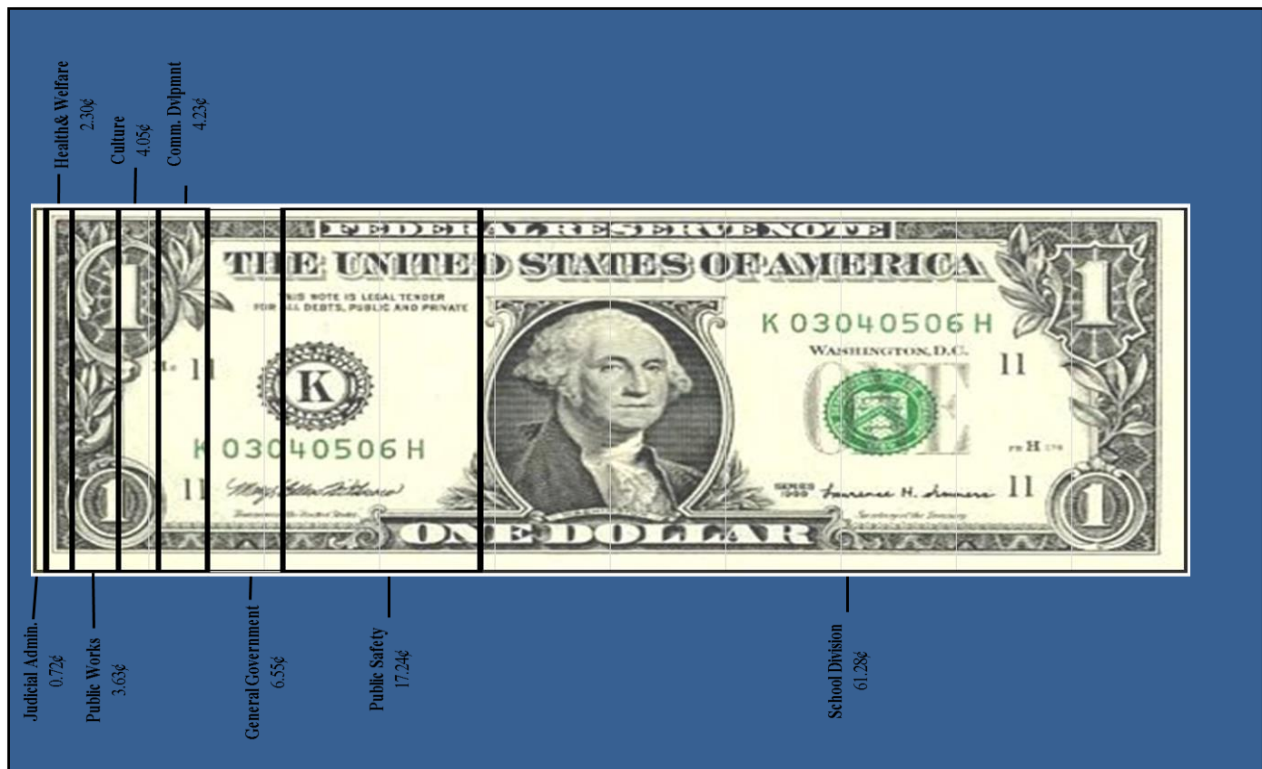 Health& Welfare
2.30¢
Culture
4.05¢
Comm. Dvlpmnt
4.23¢
FEDERAL RESERVE NOTE
THE UNITED STATES OF AMERICA
THIS NOTE IS LEGAL TENDER
FOR ALL DEBTS, PUBLIC AND PRIVATE
K 03040506 H
WASHINGTON, D.C.
1
1
11
11
K
ONE
K 03040506 H
H
11
SERIES
1999
11
1
1
ONE DOLLAR
Judicial Admin.
0.72¢
Public Works
3.63¢
General Government
6.55¢
Public Safety
17.24¢
School Division
61.28¢